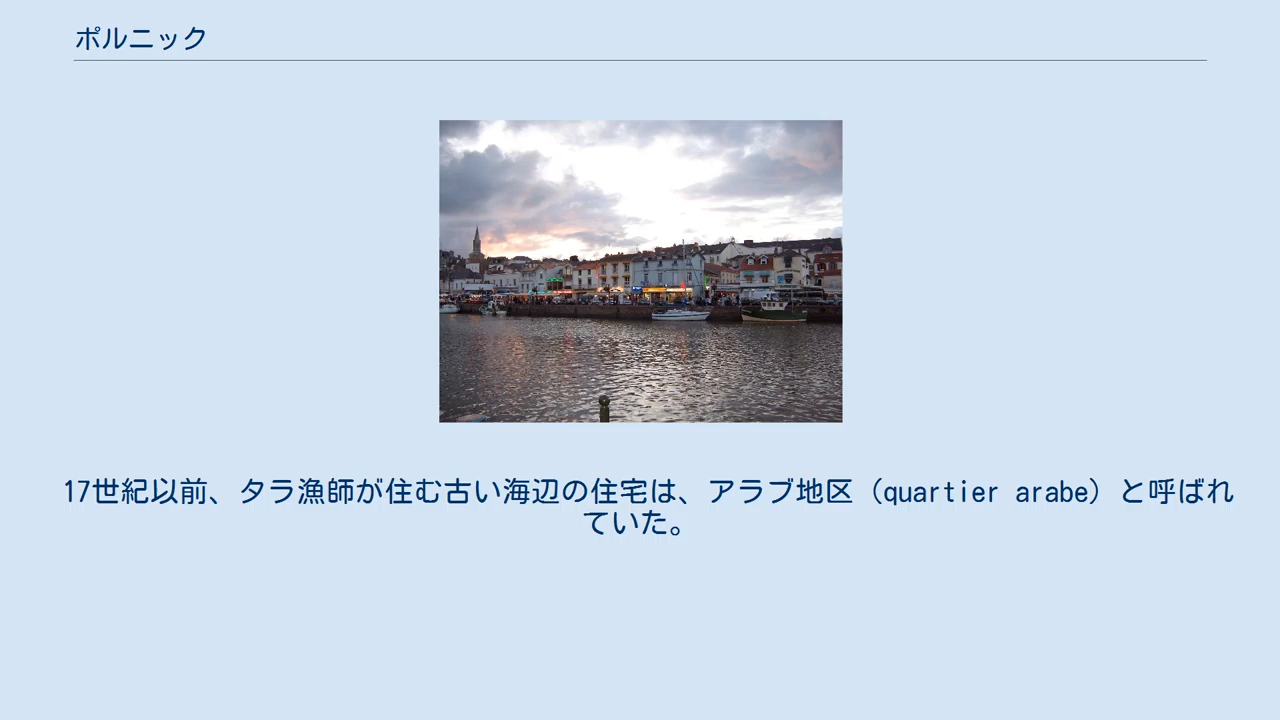 ポルニック
17世紀以前、タラ漁師が住む古い海辺の住宅は、アラブ地区（quartier arabe）と呼ばれ
ていた。